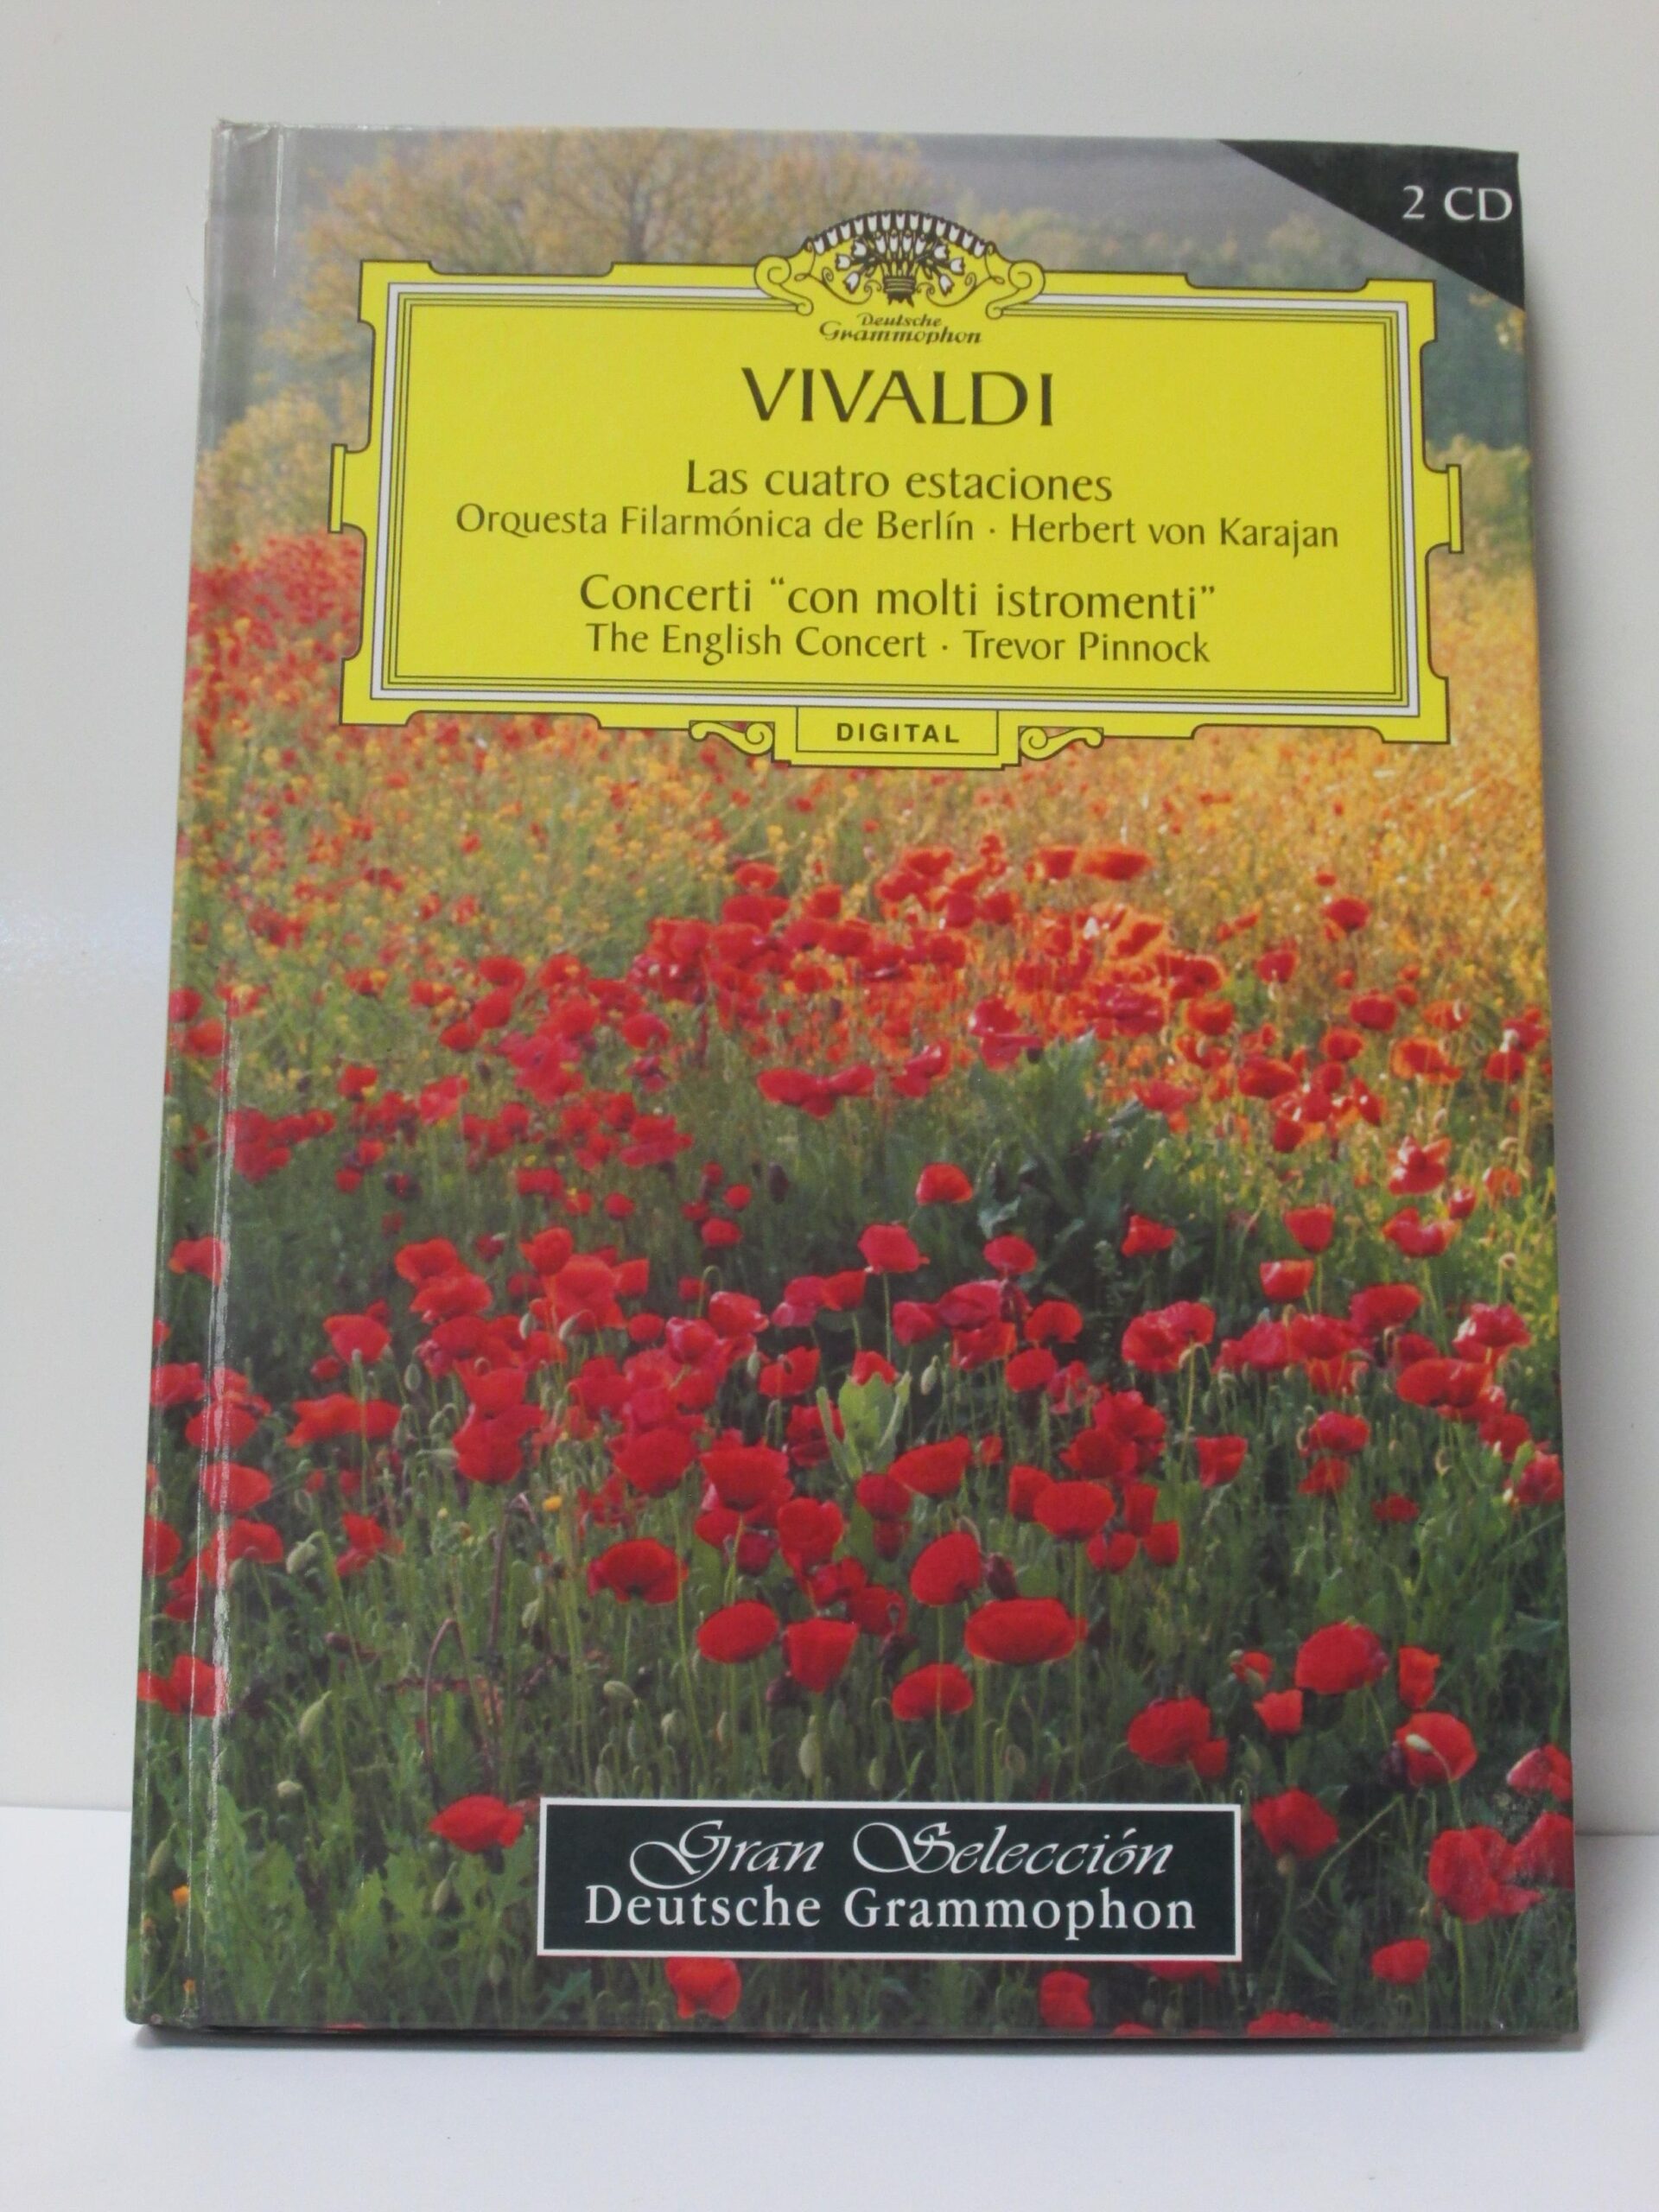 2 CD
Deutsche
Grammophon
VIVALDI
Las cuatro estaciones
Orquesta Filarmónica de Berlín · Herbert von Karajan
Concerti “con molti istromenti”
The English Concert · Trevor Pinnock
DIGITAL
Gran Selección
Deutsche Grammophon